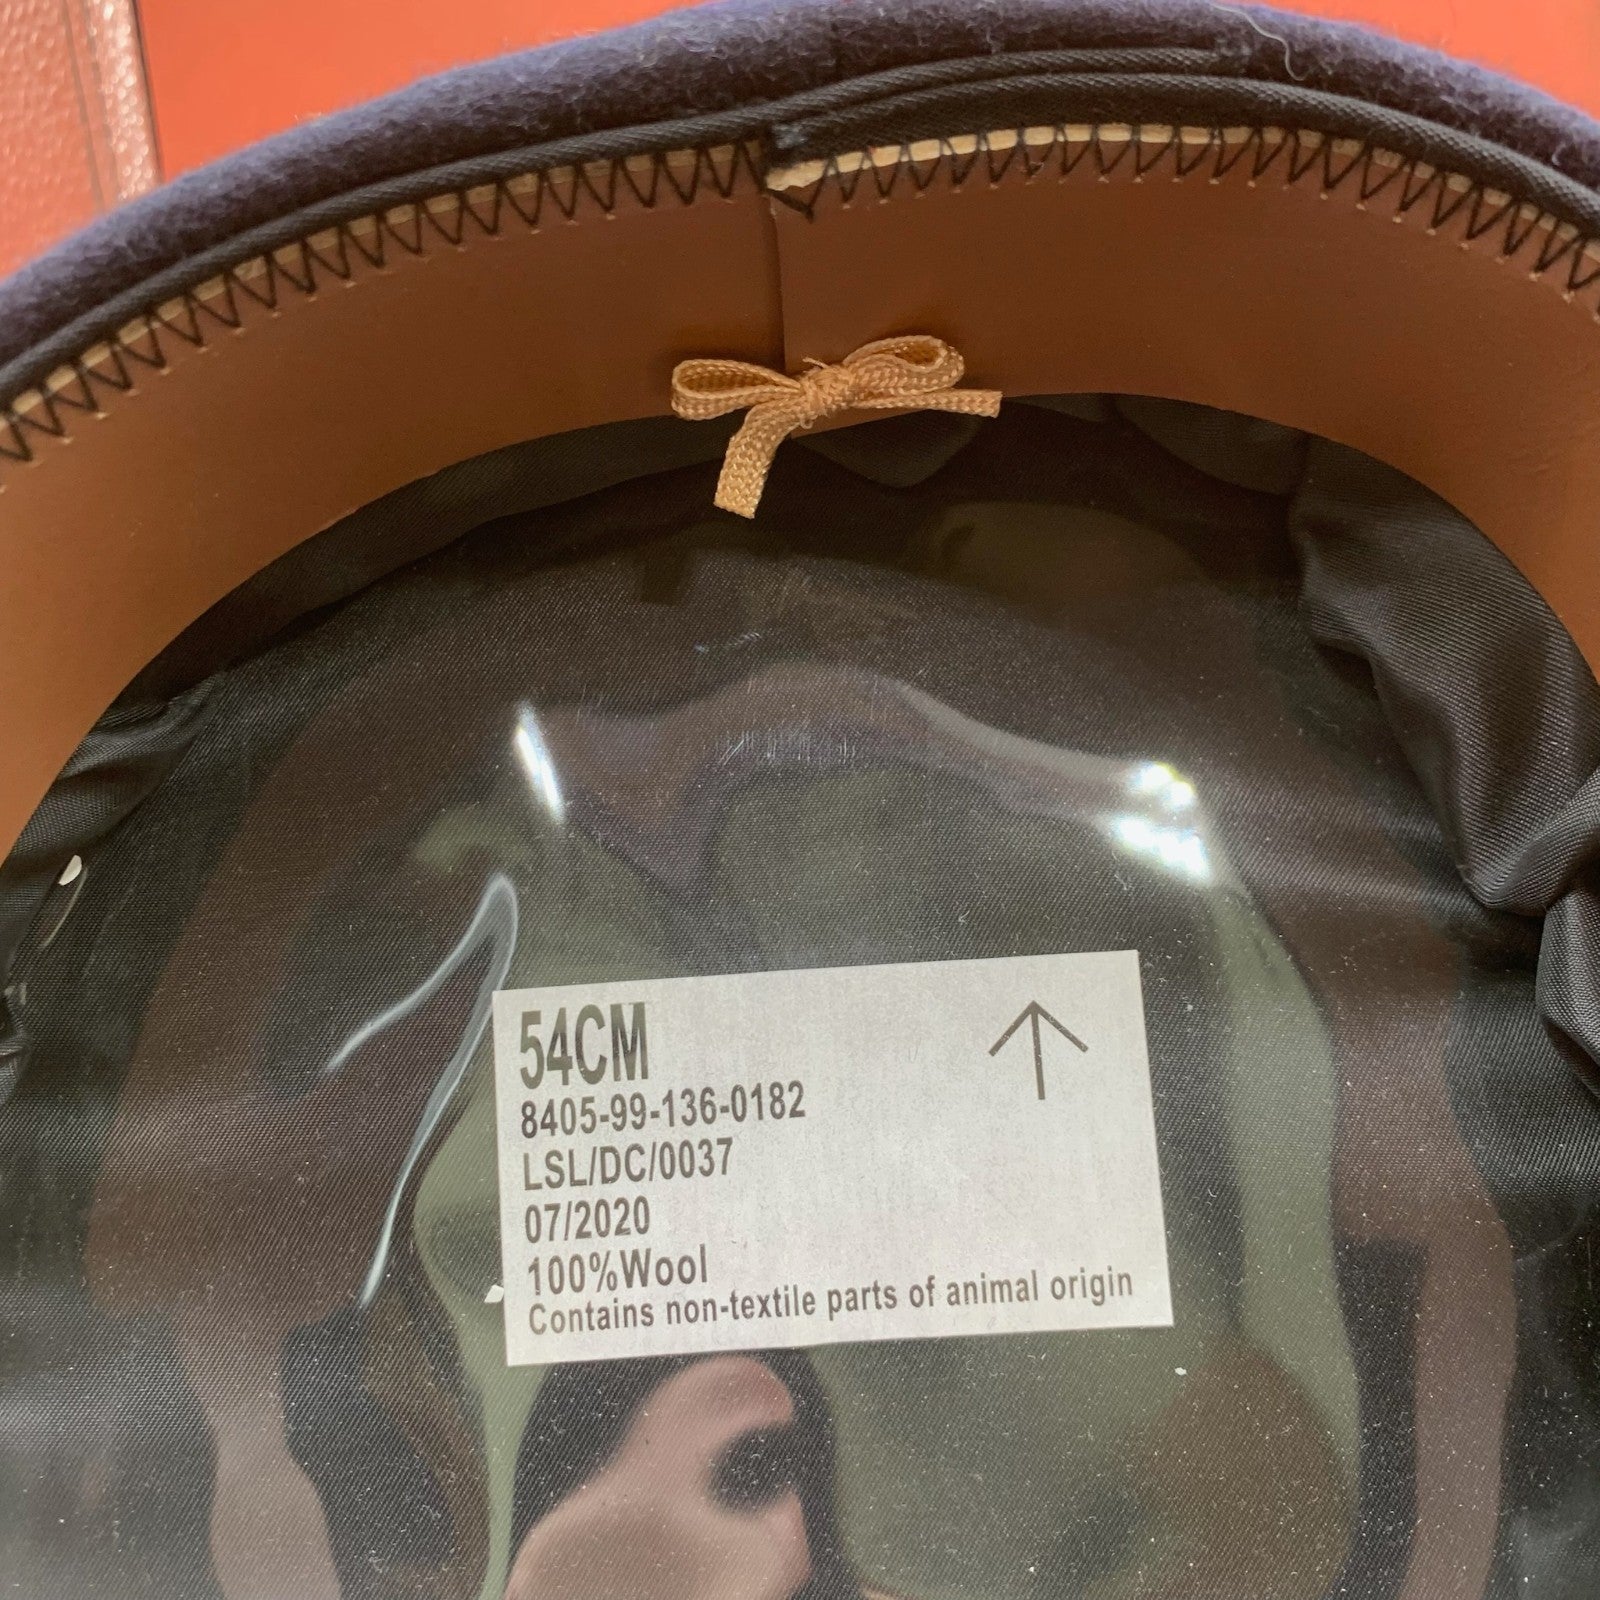 54CM
8405-99-136-0182
LSL/DC/0037
07/2020
100%Wool
Contains non-textile parts of animal origin